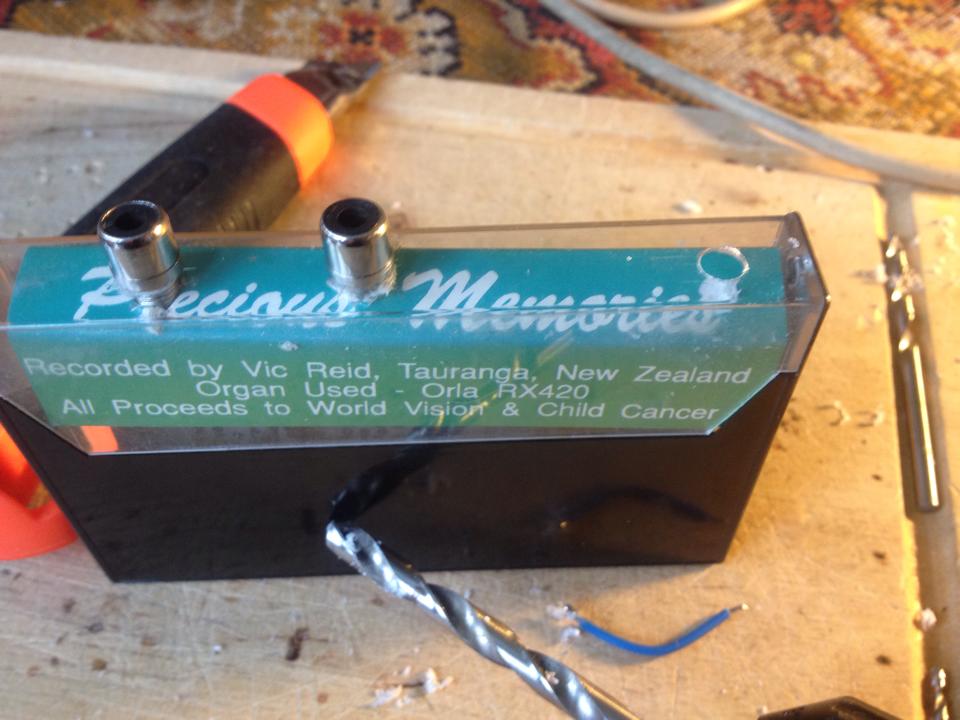 Precious Memories
Recorded by Vic Reid, Tauranga, New Zealand
Organ Used - Orla RX420
All Proceeds to World Vision & Child Cancer